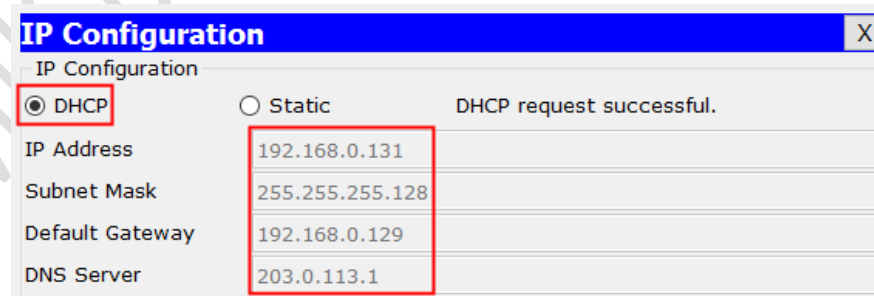 IP Configuration X
IP Configuration
DHCP Static DHCP request successful.
IP Address 192.168.0.131
Subnet Mask 255.255.255.128
Default Gateway 192.168.0.129
DNS Server 203.0.113.1